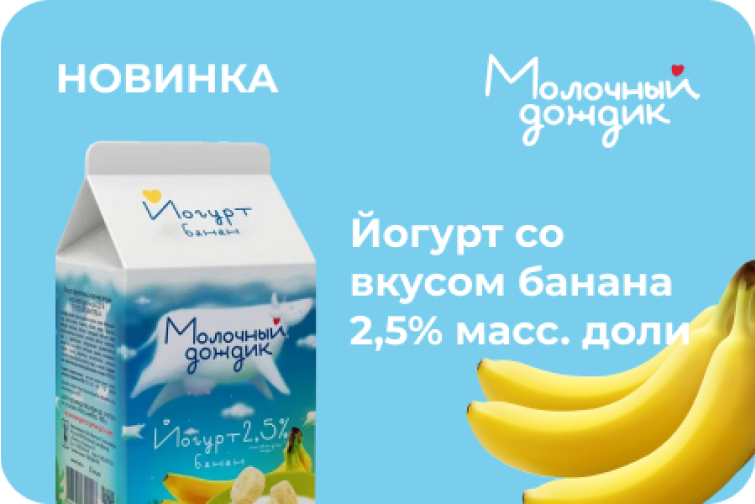 НОВИНКА
Молочный
дождик
Йогурт со
вкусом банана
2,5% масс. доли
Йогурт
банан
Молочный
дождик
Йогурт 2,5%
банан